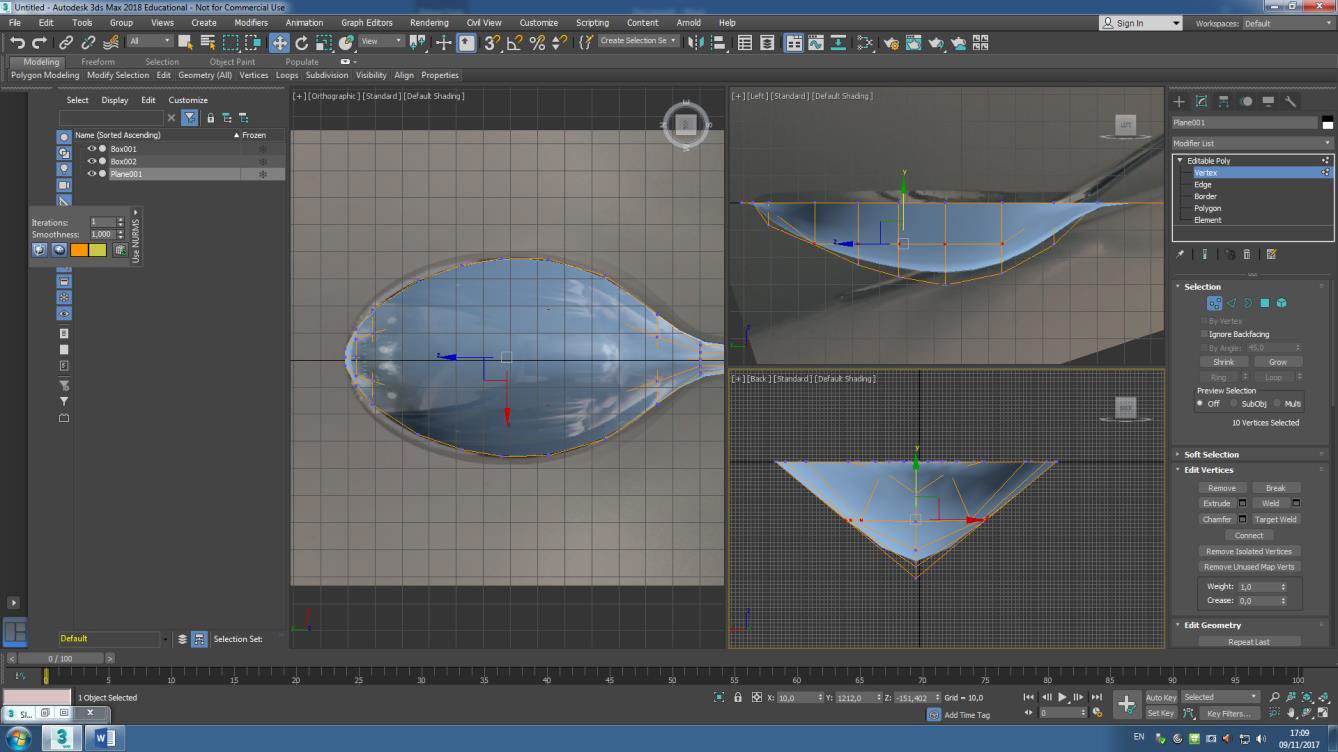 Untitled - Autodesk 3ds Max 2018 Educational - Not for Commercial Use
File Edit Tools Group Views Create Modifiers Animation Graph Editors Rendering Civil View Customize Scripting Content Arnold Help
Sign In Workspaces: Default
All View Create Selection Se
Modeling Freeform Selection Object Paint Populate
Polygon Modeling Modify Selection Edit Geometry (All) Vertices Loops Subdivision Visibility Align Properties
Select Display Edit Customize
Name (Sorted Ascending) Frozen
Box001
Box002
Plane001
Iterations: 1
Smoothness: 1,000
Use NURMS
[+] [Orthographic] [Standard] [Default Shading]
[+] [Left] [Standard] [Default Shading]
LEFT
[+] [Back] [Standard] [Default Shading]
Plane001
Modifier List
Editable Poly
Vertex
Edge
Border
Polygon
Element
Selection
By Vertex
Ignore Backfacing
By Angle: 45,0
Shrink Grow
Ring Loop
Preview Selection
Off SubObj Multi
10 Vertices Selected
Soft Selection
Edit Vertices
Remove Break
Extrude Weld
Chamfer Target Weld
Connect
Remove Isolated Vertices
Remove Unused Map Verts
Weight: 1,0
Crease: 0,0
Edit Geometry
Repeat Last
Default Selection Set:
0 / 100
0 5 10 15 20 25 30 35 40 45 50 55 60 65 70 75 80 85 90 95 100
1 Object Selected X: 10,0 Y: 1212,0 Z: -151,402 Grid = 10,0 Auto Key Selected
Add Time Tag 0 Set Key Key Filters...
3 W
EN 17:09
09/11/2017